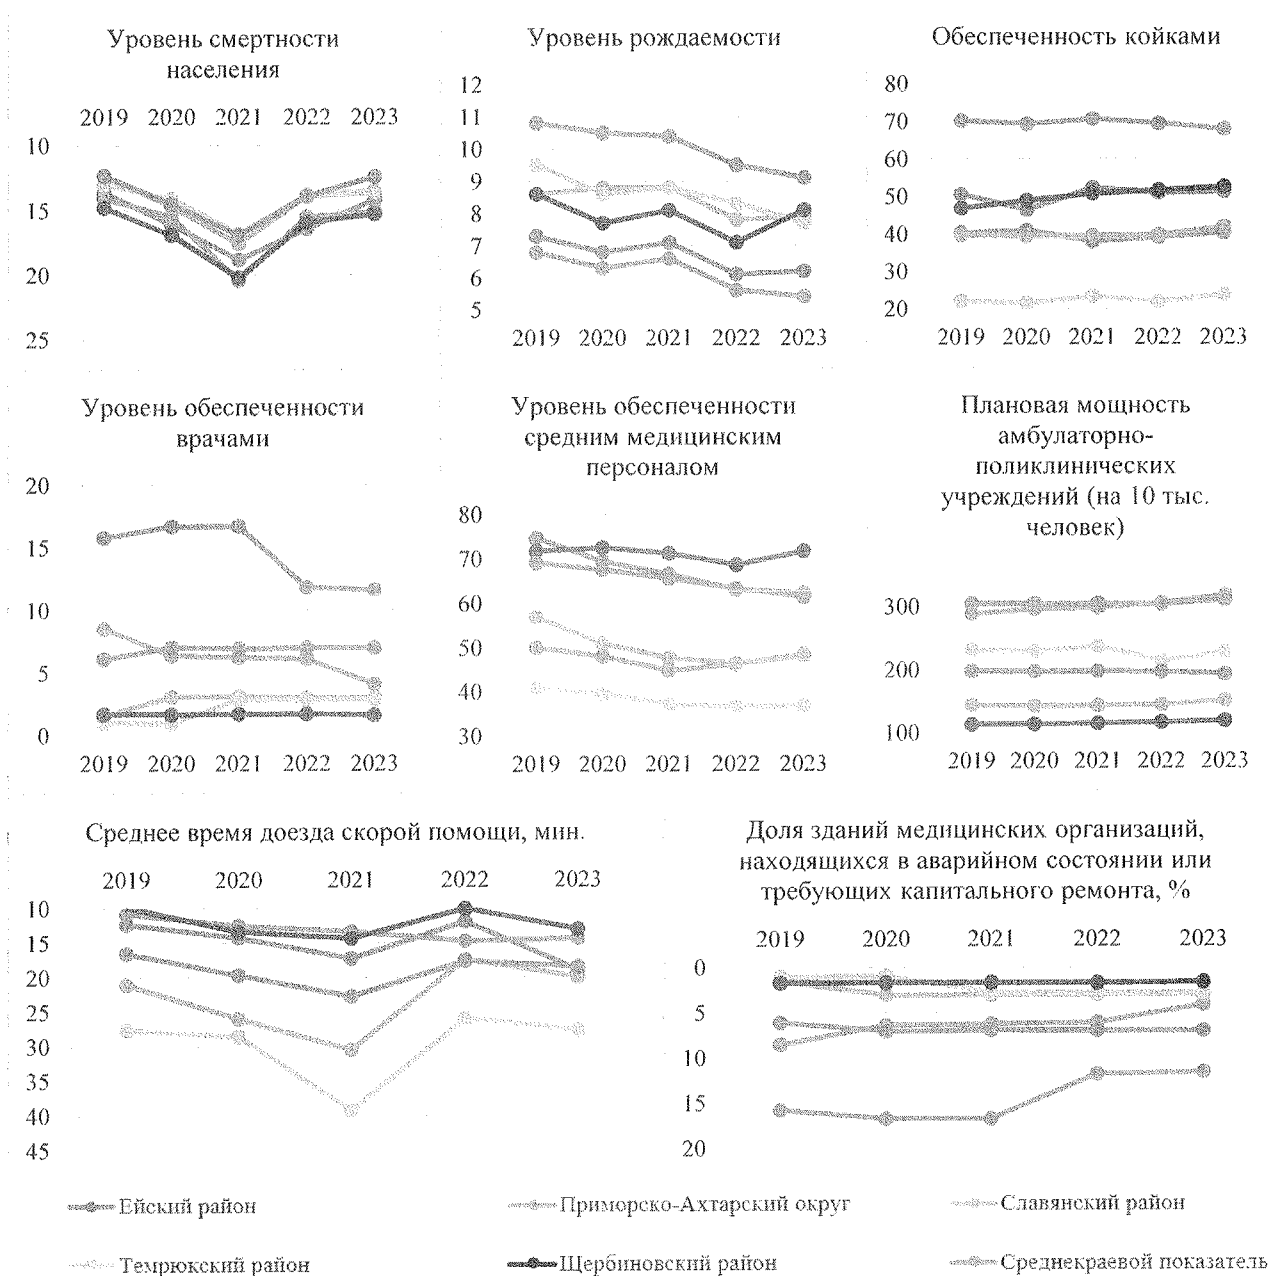 Уровень смертности
населения
2019 2020 2021 2022 2023
10
15
20
25
Уровень рождаемости
12
11
10
9
8
7
6
5
2019 2020 2021 2022 2023
Обеспеченность койками
80
70
60
50
40
30
20
2019 2020 2021 2022 2023
Уровень обеспеченности
врачами
20
15
10
5
0
2019 2020 2021 2022 2023
Уровень обеспеченности
средним медицинским
персоналом
80
70
60
50
40
30
2019 2020 2021 2022 2023
Плановая мощность
амбулаторно-
поликлинических
учреждений (на 10 тыс.
человек)
300
200
100
2019 2020 2021 2022 2023
Среднее время доезда скорой помощи, мин.
2019 2020 2021 2022 2023
10
15
20
25
30
35
40
45
Доля зданий медицинских организаций,
находящихся в аварийном состоянии или
требующих капитального ремонта, %
2019 2020 2021 2022 2023
0
5
10
15
20
Ейский район
Приморско-Ахтарский округ
Славянский район
Темрюкский район
Щербиновский район
Среднекраевой показатель